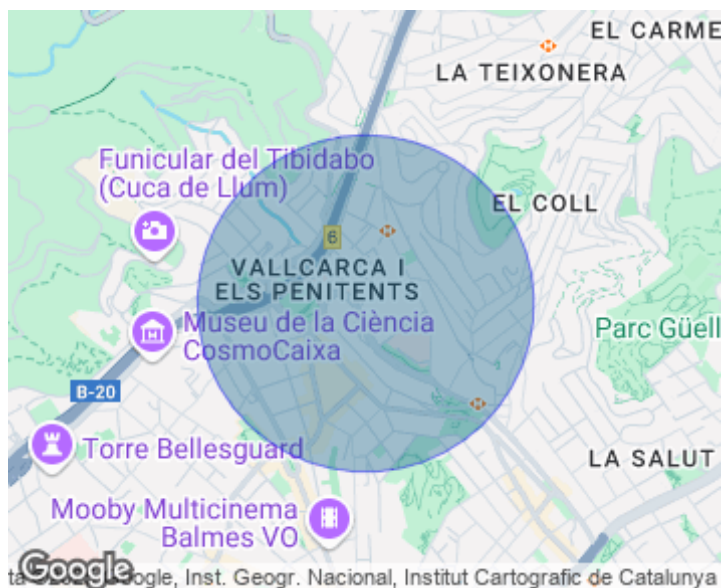 EL CARME
LA TEIXONERA
Funicular del Tibidabo
(Cuca de Llum)
EL COLL
6
VALLCARCA I
ELS PENITENTS
Museu de la Ciència
CosmoCaixa
Parc Güell
B-20
Torre Bellesguard
LA SALUT
Mooby Multicinema
Balmes VO
Google
Google, Inst. Geogr. Nacional, Institut Cartogràfic de Catalunya